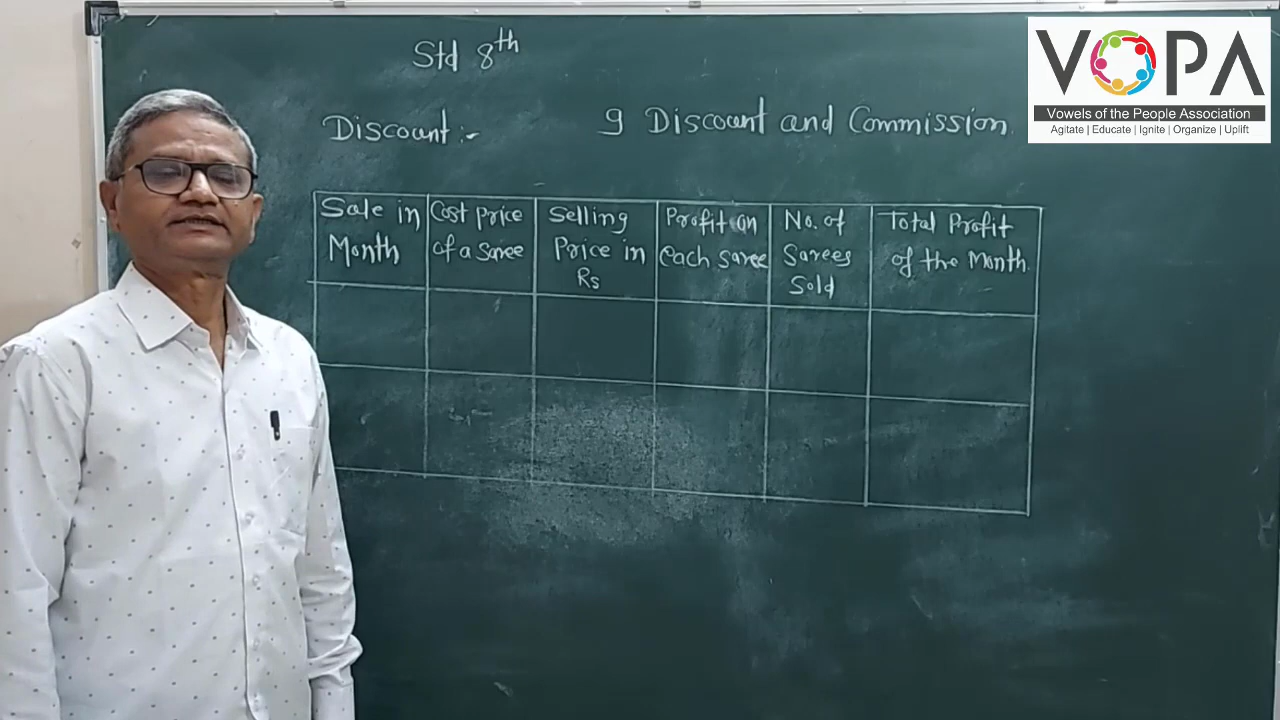 Std 8th
Discount:-
9 Discount and Commission
Sale in
Month
Cost price
of a Saree
Selling
Price in
Rs
Profit on
each saree
No. of
Sarees
Sold
Total Profit
of the Month
VOPA
Vowels of the People Association
Agitate | Educate | Ignite | Organize | Uplift